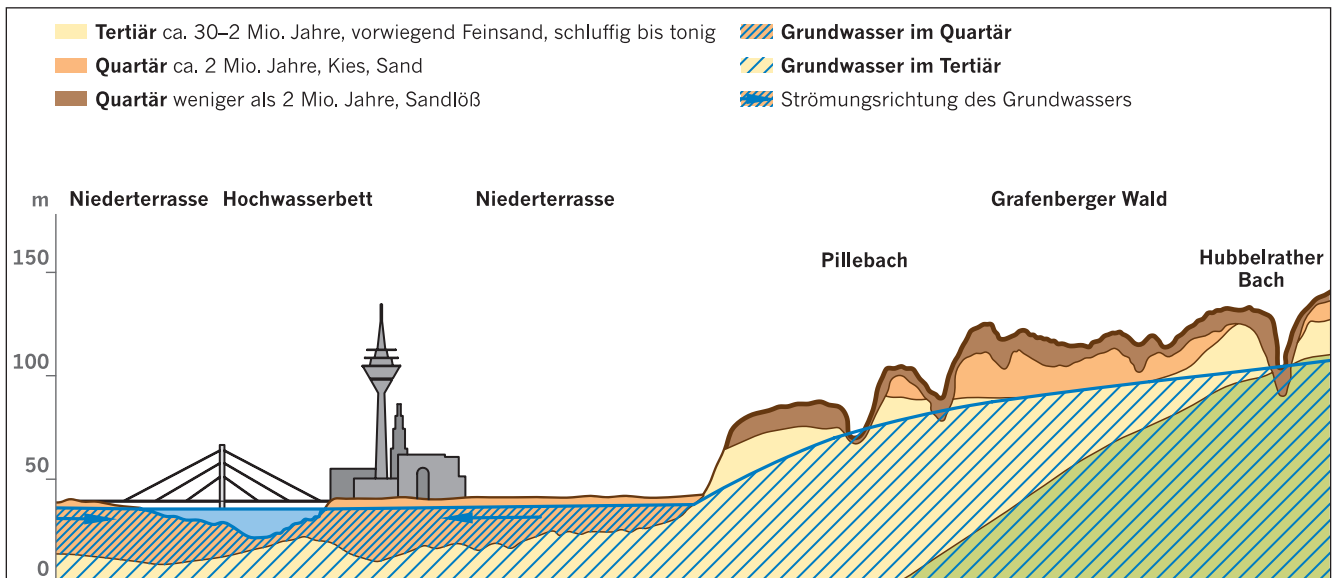 Tertiär ca. 30–2 Mio. Jahre, vorwiegend Feinsand, schluffig bis tonig
Quartär ca. 2 Mio. Jahre, Kies, Sand
Quartär weniger als 2 Mio. Jahre, Sandlöß
Grundwasser im Quartär
Grundwasser im Tertiär
Strömungsrichtung des Grundwassers
m
Niederterrasse
Hochwasserbett
Niederterrasse
Grafenberger Wald
Pillebach
Hubbelrather
Bach
150
100
50
0